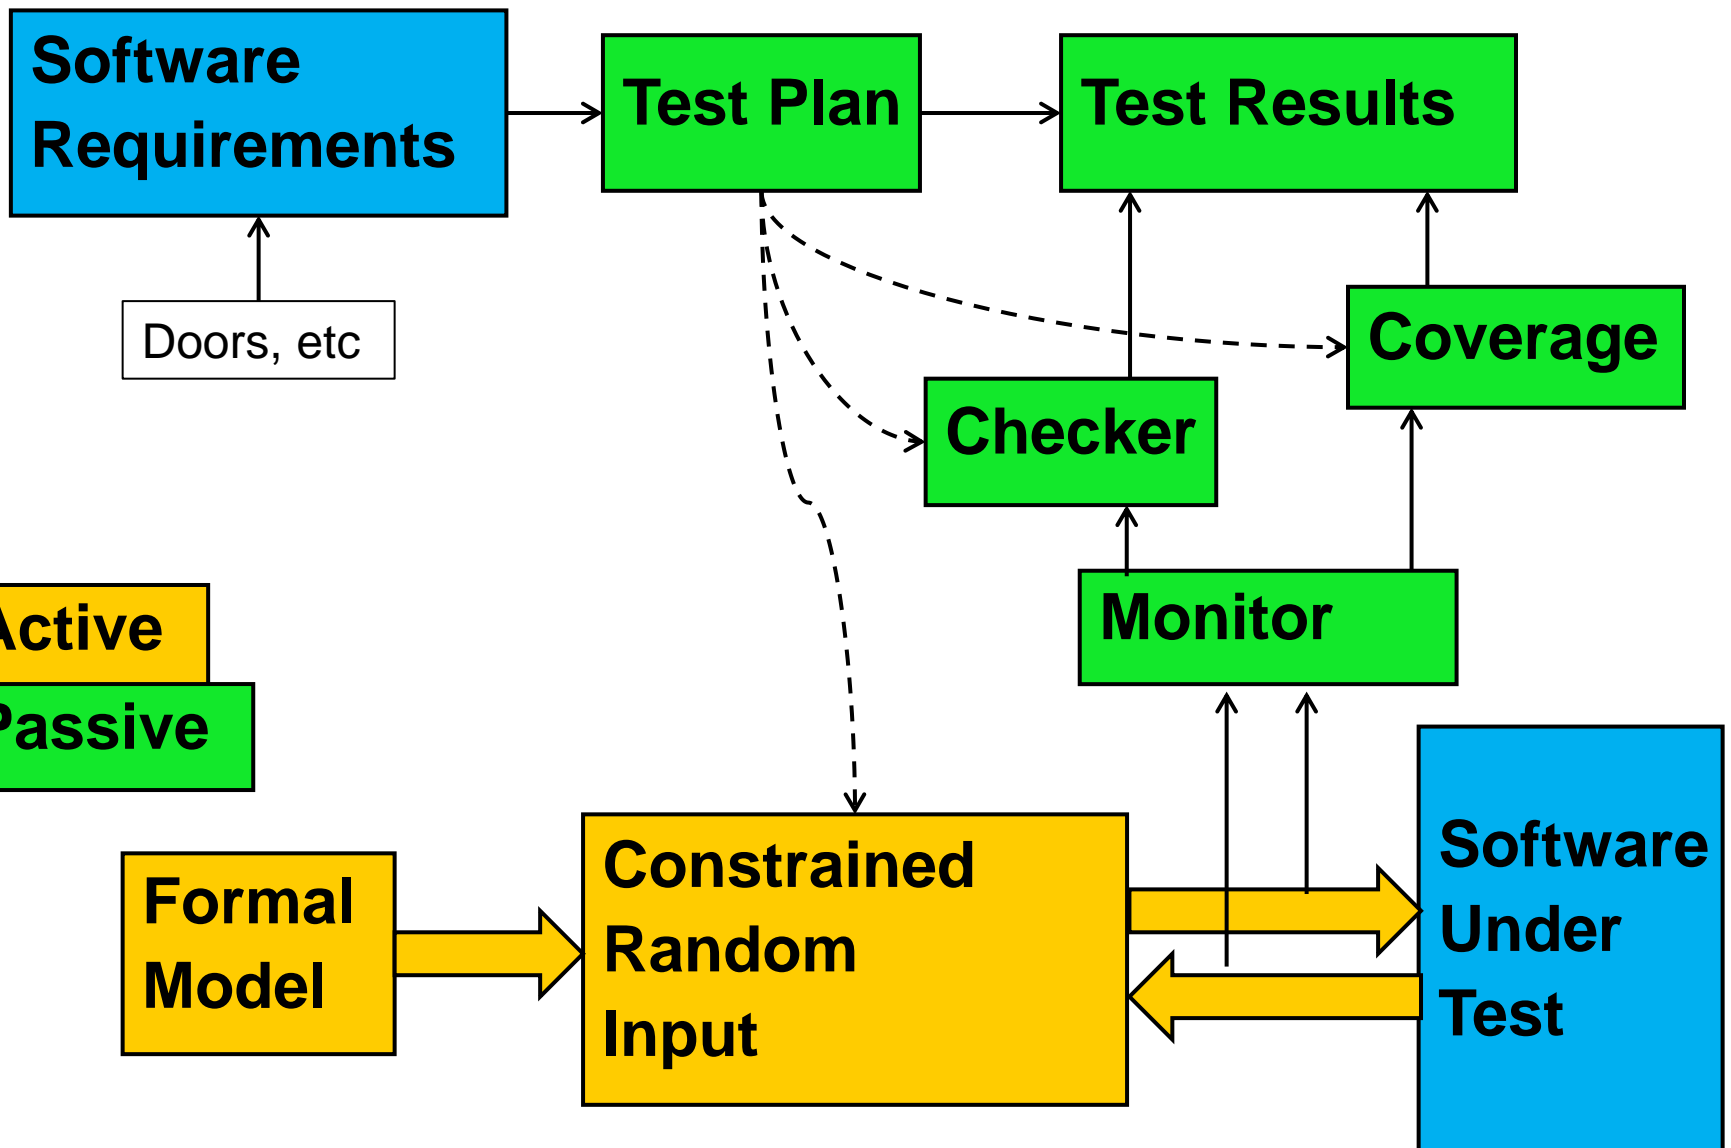 Software
Requirements
Test Plan
Test Results
Doors, etc
Coverage
Checker
Active
Passive
Monitor
Formal
Model
Constrained
Random
Input
Software
Under
Test